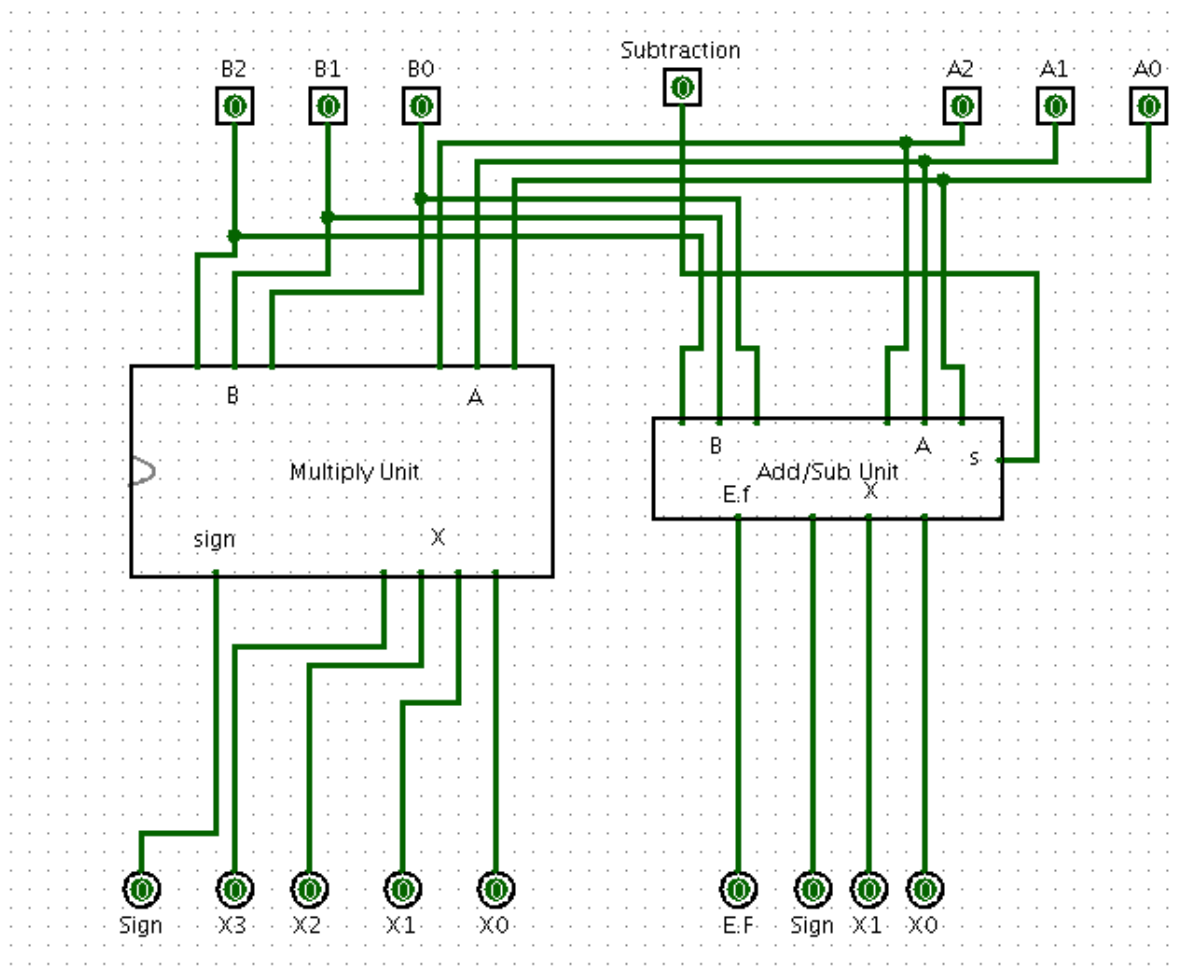 Subtraction
B2 B1 B0 A2 A1 A0
0 0 0 0 0 0 0
B A
B A
s
Multiply Unit Add/Sub Unit
E.f X
sign X
0 0 0 0 0 0 0 0 0
Sign X3 X2 X1 X0 E.F Sign X1 X0